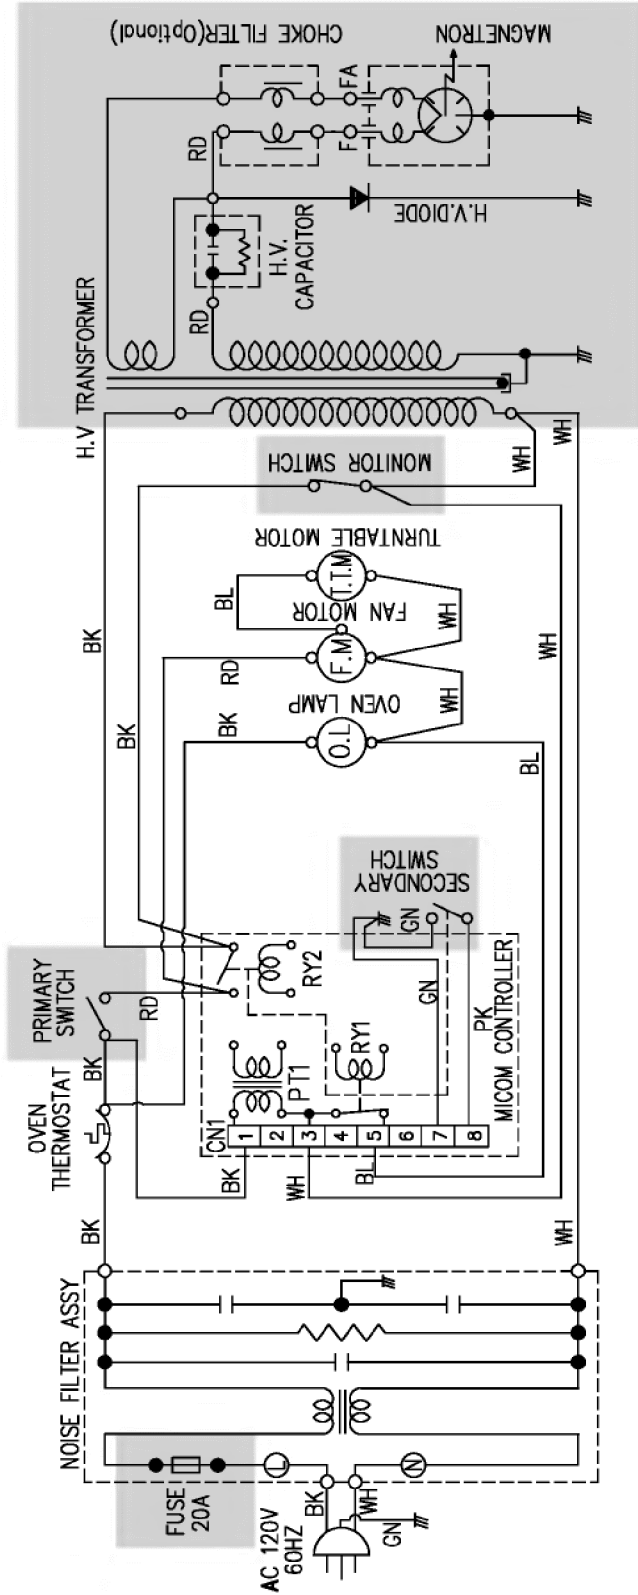 CHOKE FILTER(Optional)
MAGNETRON
FA
F
RD
H.V.DIODE
H.V.
CAPACITOR
RD
H.V TRANSFORMER
WH
WH
MONITOR SWITCH
TURNTABLE MOTOR
T.T.M
BL
FAN MOTOR
WH
BK
F.M
RD
WH
OVEN LAMP
WH
BK
BK
O.L
BL
SECONDARY
SWITCH
GN
PRIMARY
SWITCH
RD
RY2
GN
PK
BK
RY1
PT1
MICOM CONTROLLER
OVEN
THERMOSTAT
CN1
1
2
3
4
5
6
7
8
BK
WH
BL
BK
WH
NOISE FILTER ASSY
FUSE
20A
L
N
BK
WH
GN
AC 120V
60HZ